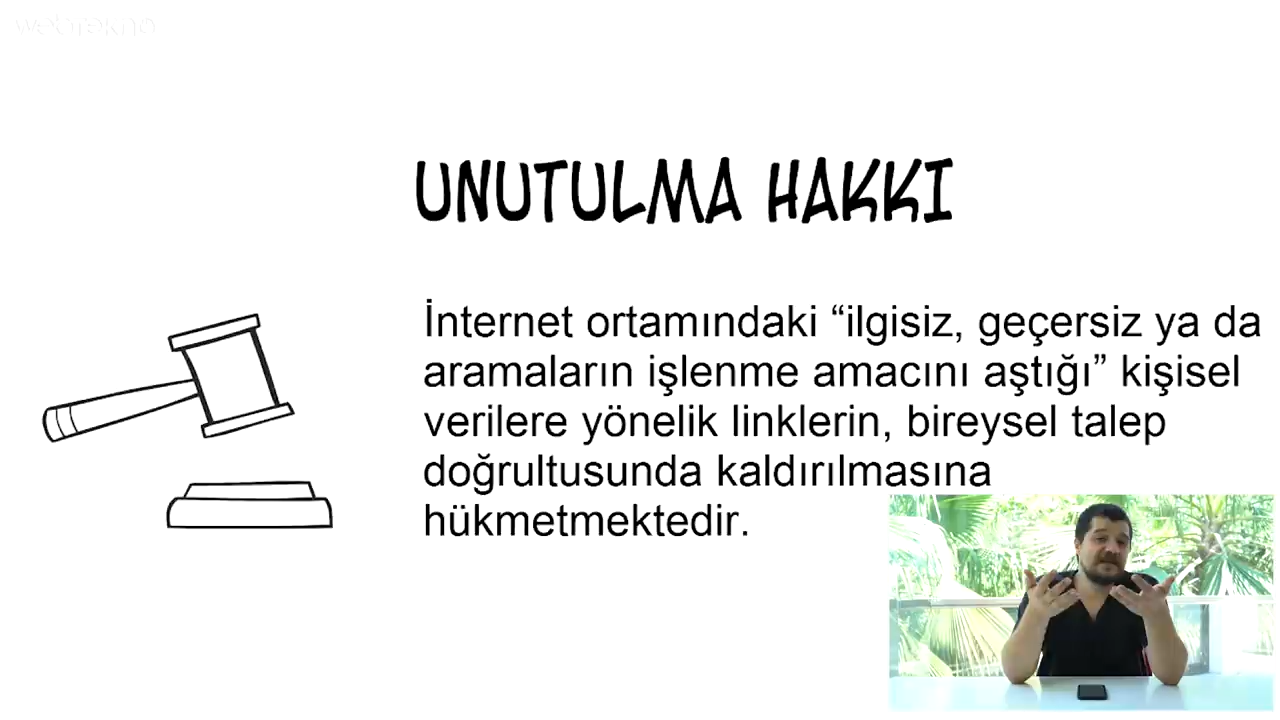 webtekno
UNUTULMA HAKKI
İnternet ortamındaki “ilgisiz, geçersiz ya da
aramaların işlenme amacını aştığı” kişisel
verilere yönelik linklerin, bireysel talep
doğrultusunda kaldırılmasına
hükmetmektedir.